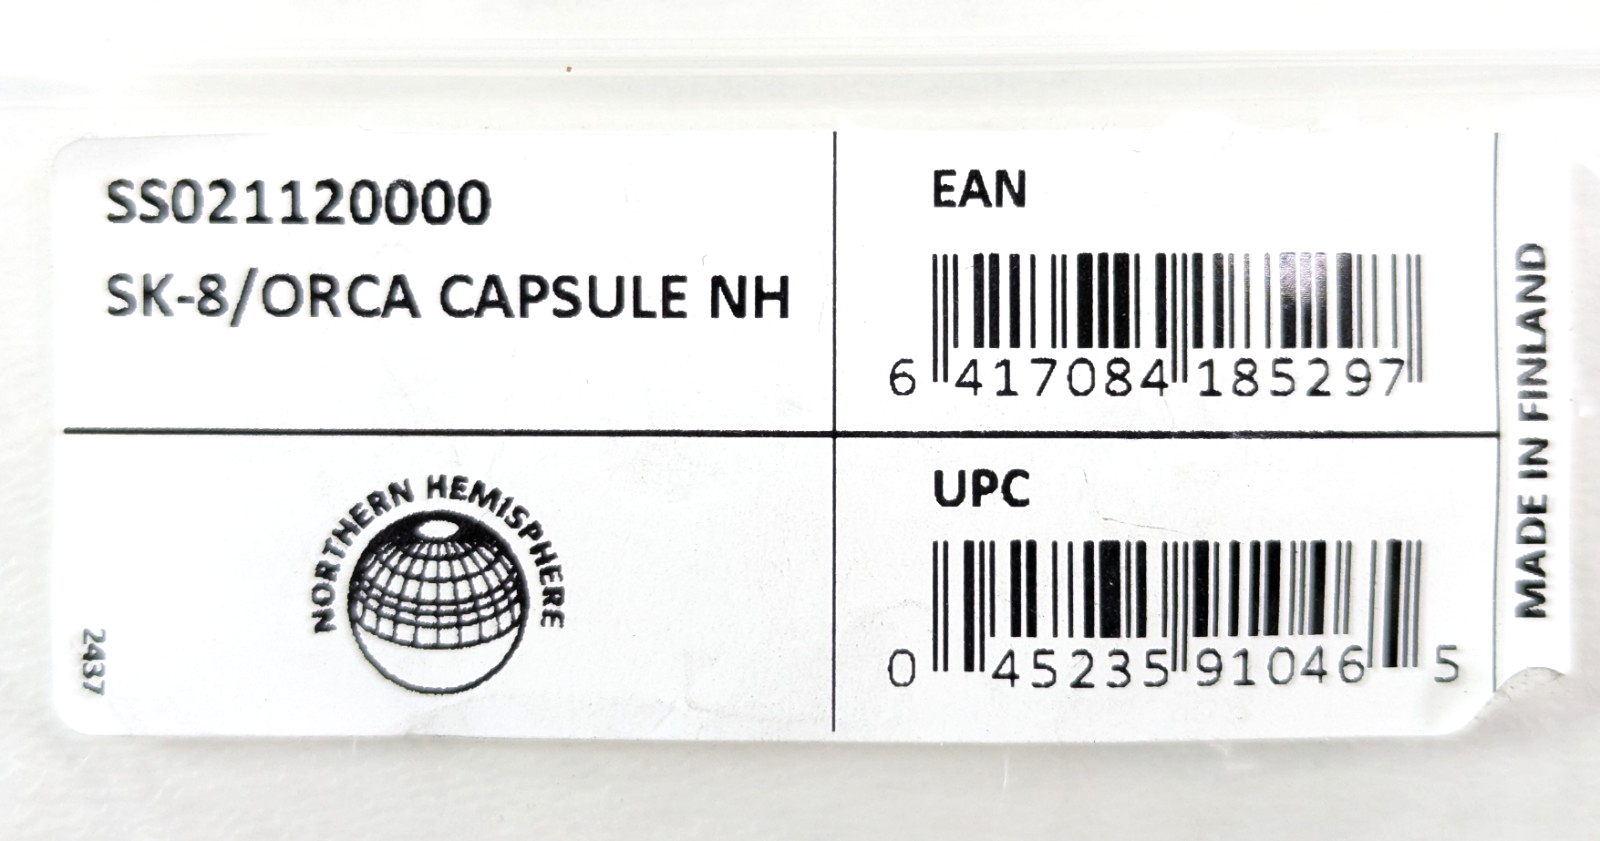 SS021120000
SK-8/ORCA CAPSULE NH
EAN
6 417084 185297
NORTHERN HEMISPHERE
2437
UPC
0 45235 91046 5
MADE IN FINLAND